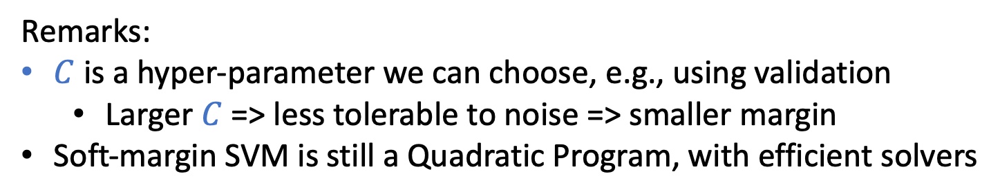 Remarks:
• C is a hyper-parameter we can choose, e.g., using validation
• Larger C => less tolerable to noise => smaller margin
• Soft-margin SVM is still a Quadratic Program, with efficient solvers